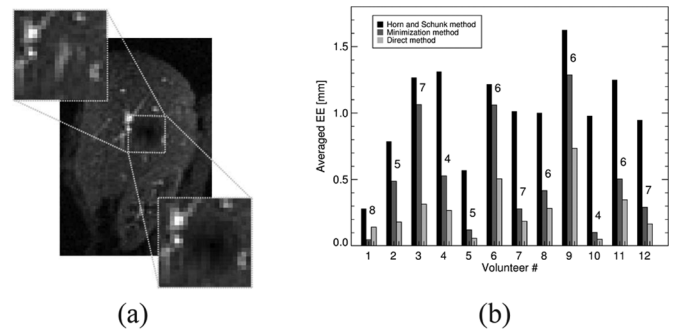 Horn and Schunk method
Minimization method
Direct method
Averaged EE [mm]
1.5
1.0
0.5
0.0
8
5
7
4
5
6
7
6
6
4
6
7
1 2 3 4 5 6 7 8 9 10 11 12
Volunteer #
(a) (b)